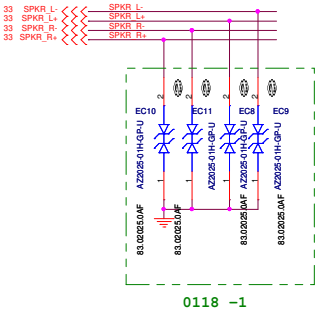 33 SPKR_L- SPKR_L-
33 SPKR_L+ SPKR_L+
33 SPKR_R- SPKR_R-
33 SPKR_R+ SPKR_R+
2 2 2 2
EC10 EC11 EC8 EC9
AZ2025-01H-GP-U AZ2025-01H-GP-U AZ2025-01H-GP-U AZ2025-01H-GP-U
1 1 1 1
83.02025.0AF 83.02025.0AF 83.02025.0AF 83.02025.0AF
0118 -1